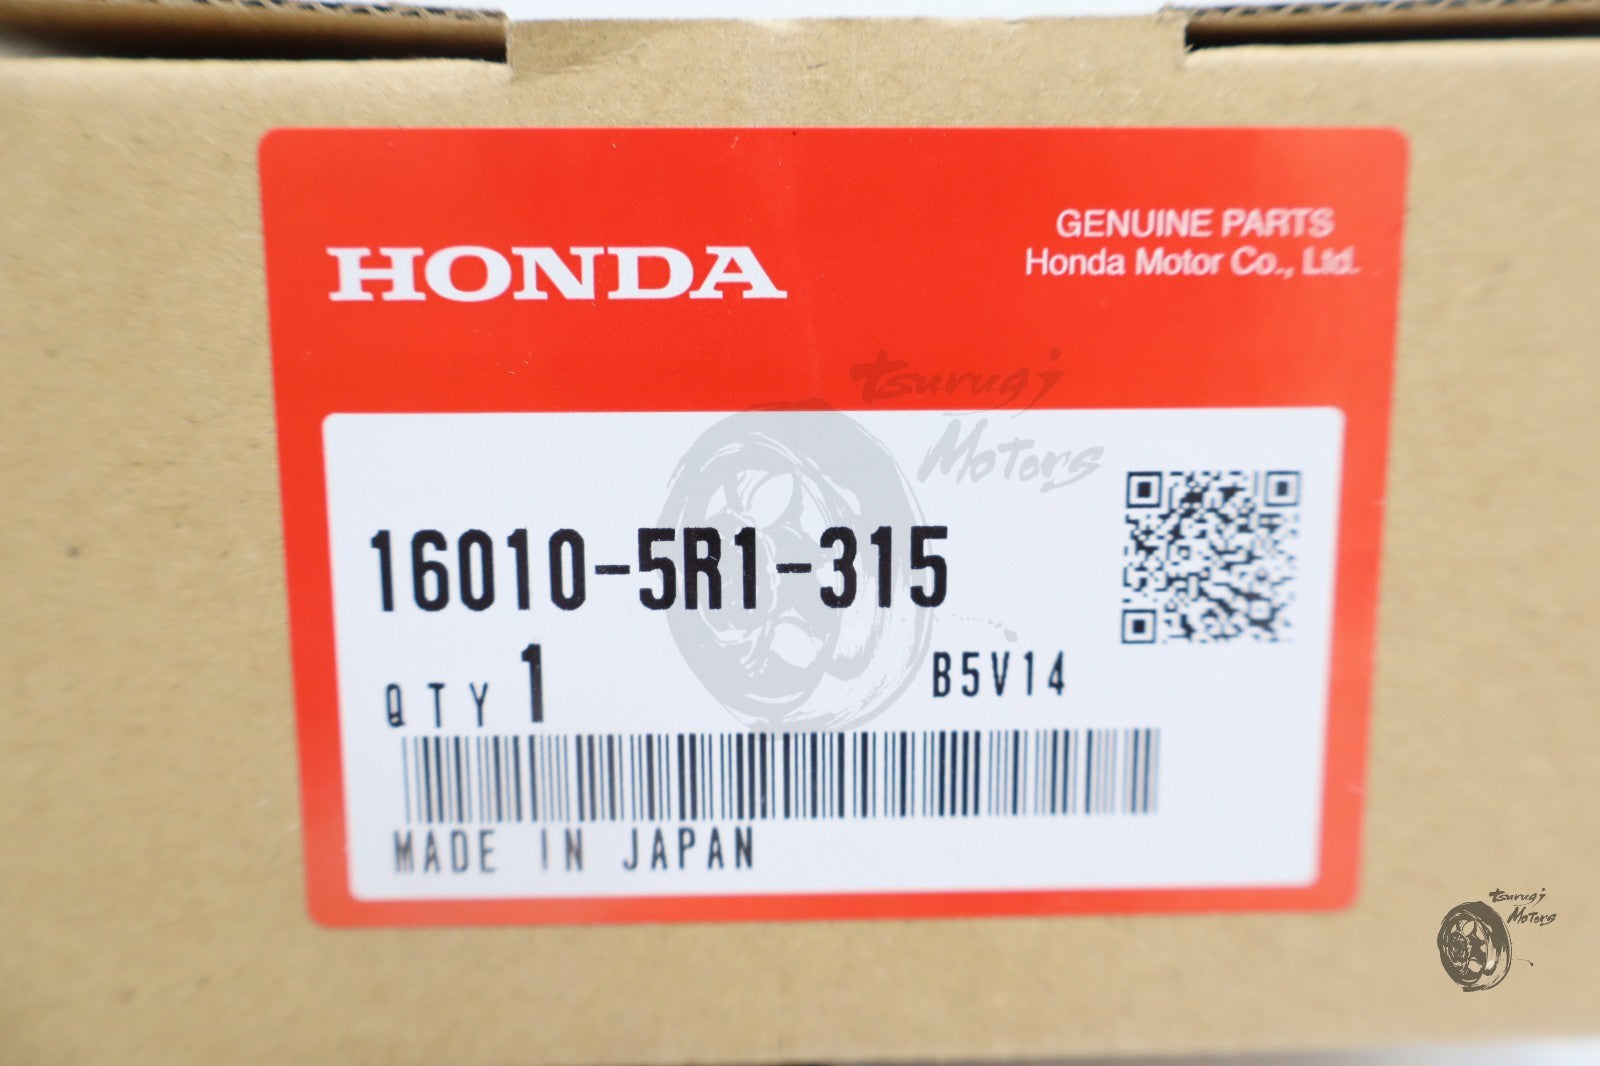 HONDA
GENUINE PARTS
Honda Motor Co., Ltd.
tsurugi
Motors
16010-5R1-315
QTY 1
B5V14
MADE IN JAPAN
tsurugi
Motors